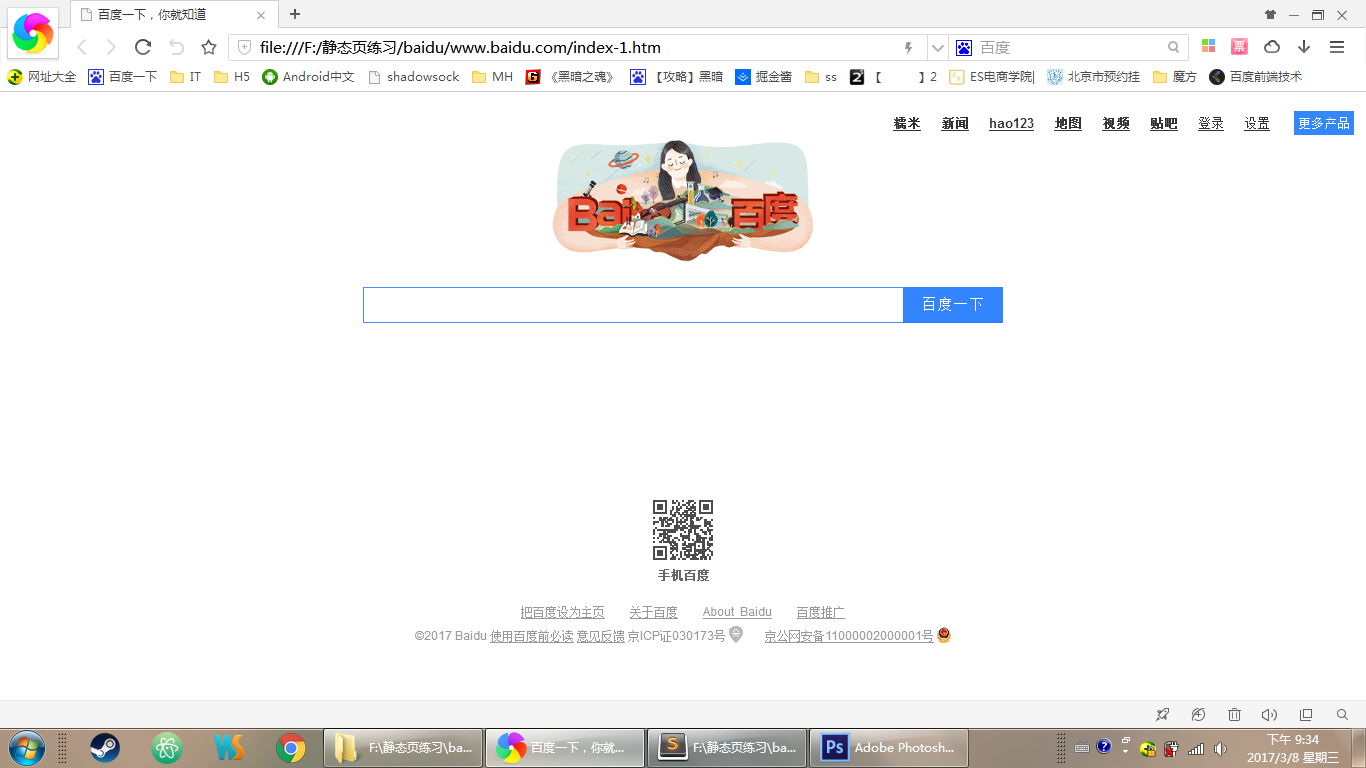 百度一下，你就知道
file:///F:/静态页练习/baidu/www.baidu.com/index-1.htm
百度
票
网址大全 百度一下 IT H5 Android中文 shadowsock MH 《黑暗之魂》 【攻略】黑暗 掘金酱 ss 【 】2 ES电商学院| 北京市预约挂 魔方 百度前端技术
糯米 新闻 hao123 地图 视频 贴吧 登录 设置 更多产品
Bai 百度
百度一下
手机百度
把百度设为主页 关于百度 About Baidu 百度推广
©2017 Baidu 使用百度前必读 意见反馈 京ICP证030173号 京公网安备11000002000001号
F:\静态页练习\ba... 百度一下，你就... F:\静态页练习\ba... Ps Adobe Photosh...
下午 9:34
2017/3/8 星期三